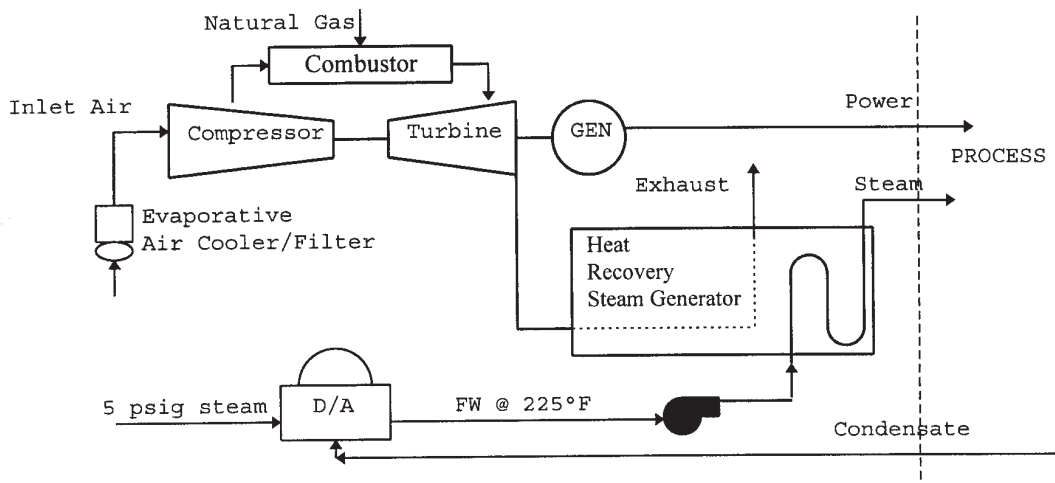 Natural Gas
Combustor
Inlet Air
Compressor
Turbine
GEN
Power
PROCESS
Exhaust
Steam
Evaporative
Air Cooler/Filter
Heat
Recovery
Steam Generator
5 psig steam
D/A
FW @ 225°F
Condensate